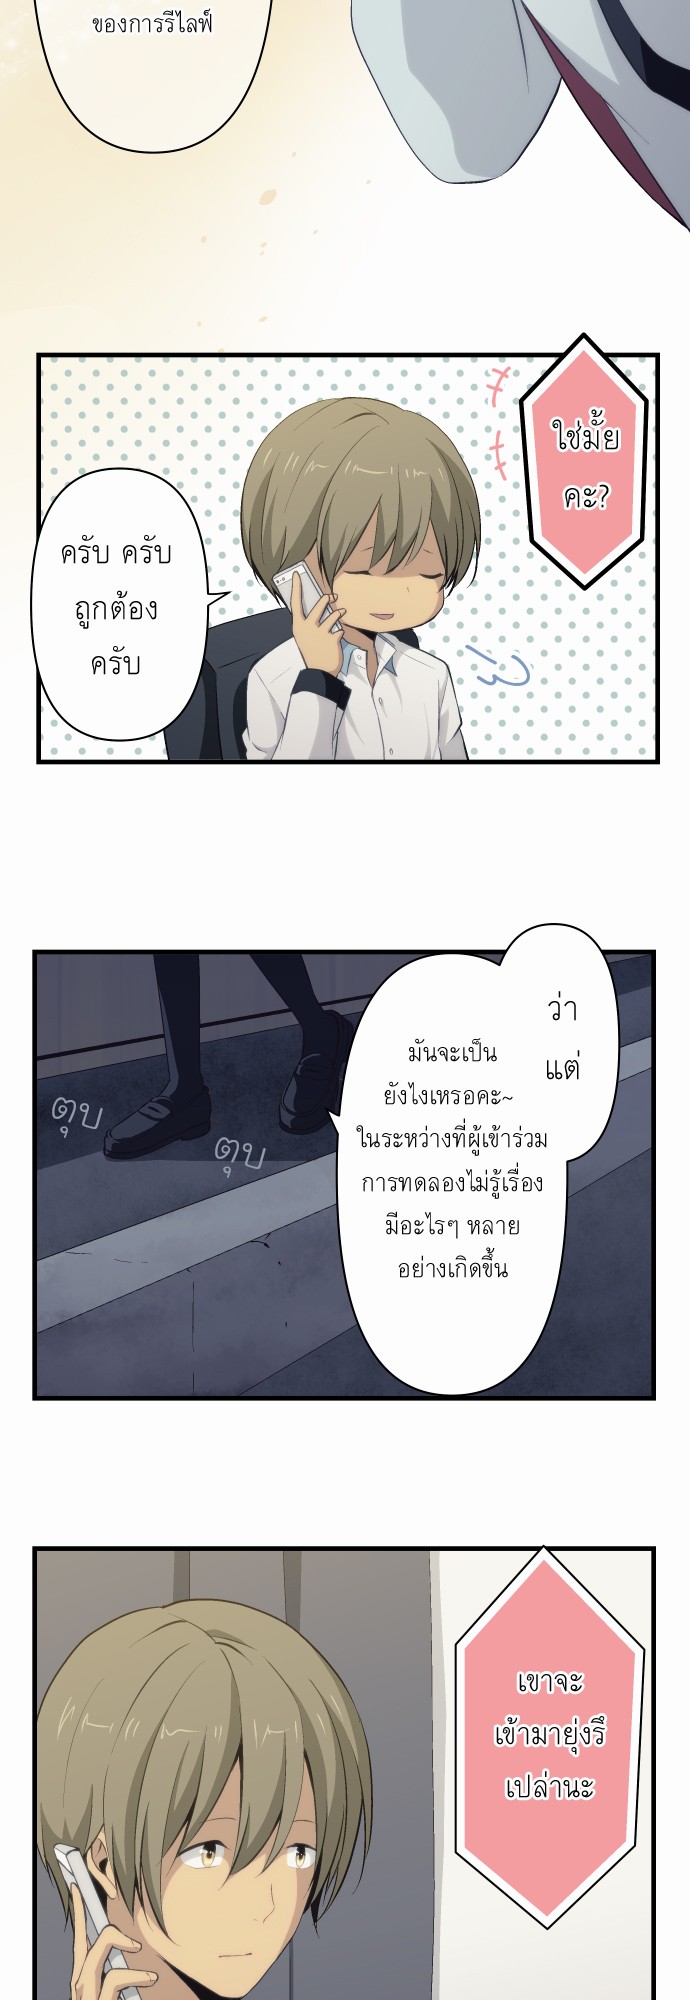 ของการรีไลฟ์
ใช่มั้ย
คะ?
ครับ ครับ
ถูกต้อง
ครับ
ว่า
แต่
มันจะเป็น
ยังไงเหรอคะ~
ในระหว่างที่ผู้เข้าร่วม
การทดลองไม่รู้เรื่อง
มีอะไรๆ หลาย
อย่างเกิดขึ้น
ตุบ
ตุบ
เขาจะ
เข้ามายุ่งรึ
เปล่านะ